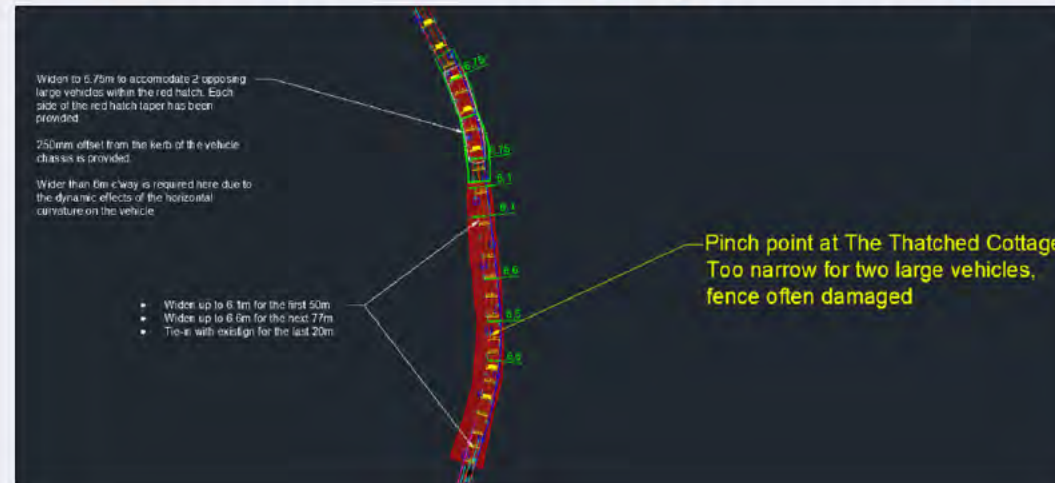 Widen to 6.75m to accomodate 2 opposing
large vehicles within the red hatch. Each
side of the red hatch taper has been
provided.
250mm offset from the kerb of the vehicle
chassis is provided.
Wider than 6m c'way is required here due to
the dynamic effects of the horizontal
curvature on the vehicle
6.75
6.75
6.1
6.1
Pinch point at The Thatched Cottage
Too narrow for two large vehicles,
fence often damaged
6.6
• Widen up to 6.1m for the first 50m
• Widen up to 6.6m for the next 77m
• Tie-in with existign for the last 20m
6.5
6.6